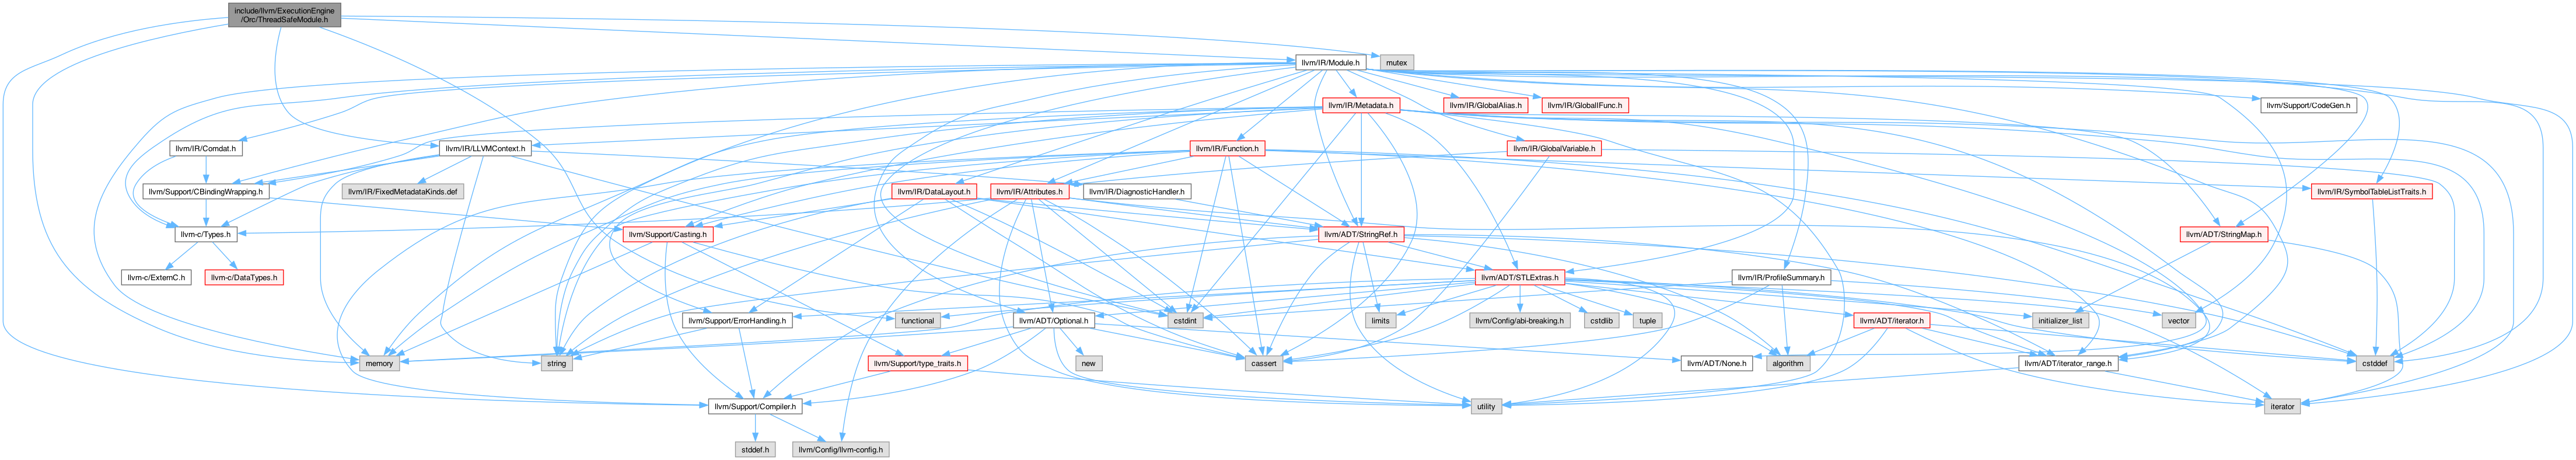 include/llvm/ExecutionEngine
/Orc/ThreadSafeModule.h
llvm/IR/Module.h
mutex
llvm/IR/Metadata.h
llvm/IR/GlobalAlias.h
llvm/IR/GlobalIFunc.h
llvm/Support/CodeGen.h
llvm/IR/Comdat.h
llvm/IR/LLVMContext.h
llvm/IR/Function.h
llvm/IR/GlobalVariable.h
llvm/Support/CBindingWrapping.h
llvm/IR/FixedMetadataKinds.def
llvm/IR/DataLayout.h
llvm/IR/Attributes.h
llvm/IR/DiagnosticHandler.h
llvm/IR/SymbolTableListTraits.h
llvm-c/Types.h
llvm/Support/Casting.h
llvm/ADT/StringRef.h
llvm/ADT/StringMap.h
llvm-c/ExternC.h
llvm-c/DataTypes.h
llvm/ADT/STLExtras.h
llvm/IR/ProfileSummary.h
llvm/Support/ErrorHandling.h
functional
llvm/ADT/Optional.h
cstdint
limits
llvm/Config/abi-breaking.h
cstdlib
tuple
llvm/ADT/iterator.h
initializer_list
vector
memory
string
llvm/Support/type_traits.h
new
cassert
llvm/ADT/None.h
algorithm
llvm/ADT/iterator_range.h
cstddef
llvm/Support/Compiler.h
utility
iterator
stddef.h
llvm/Config/llvm-config.h